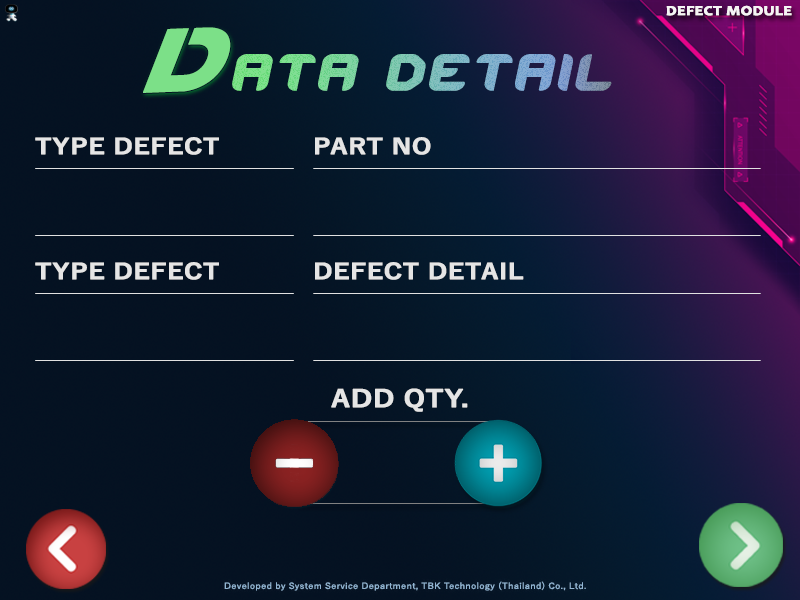 DEFECT MODULE
DATA DETAIL
TYPE DEFECT
PART NO
TYPE DEFECT
DEFECT DETAIL
ADD QTY.
Developed by System Service Department, TBK Technology (Thailand) Co., Ltd.